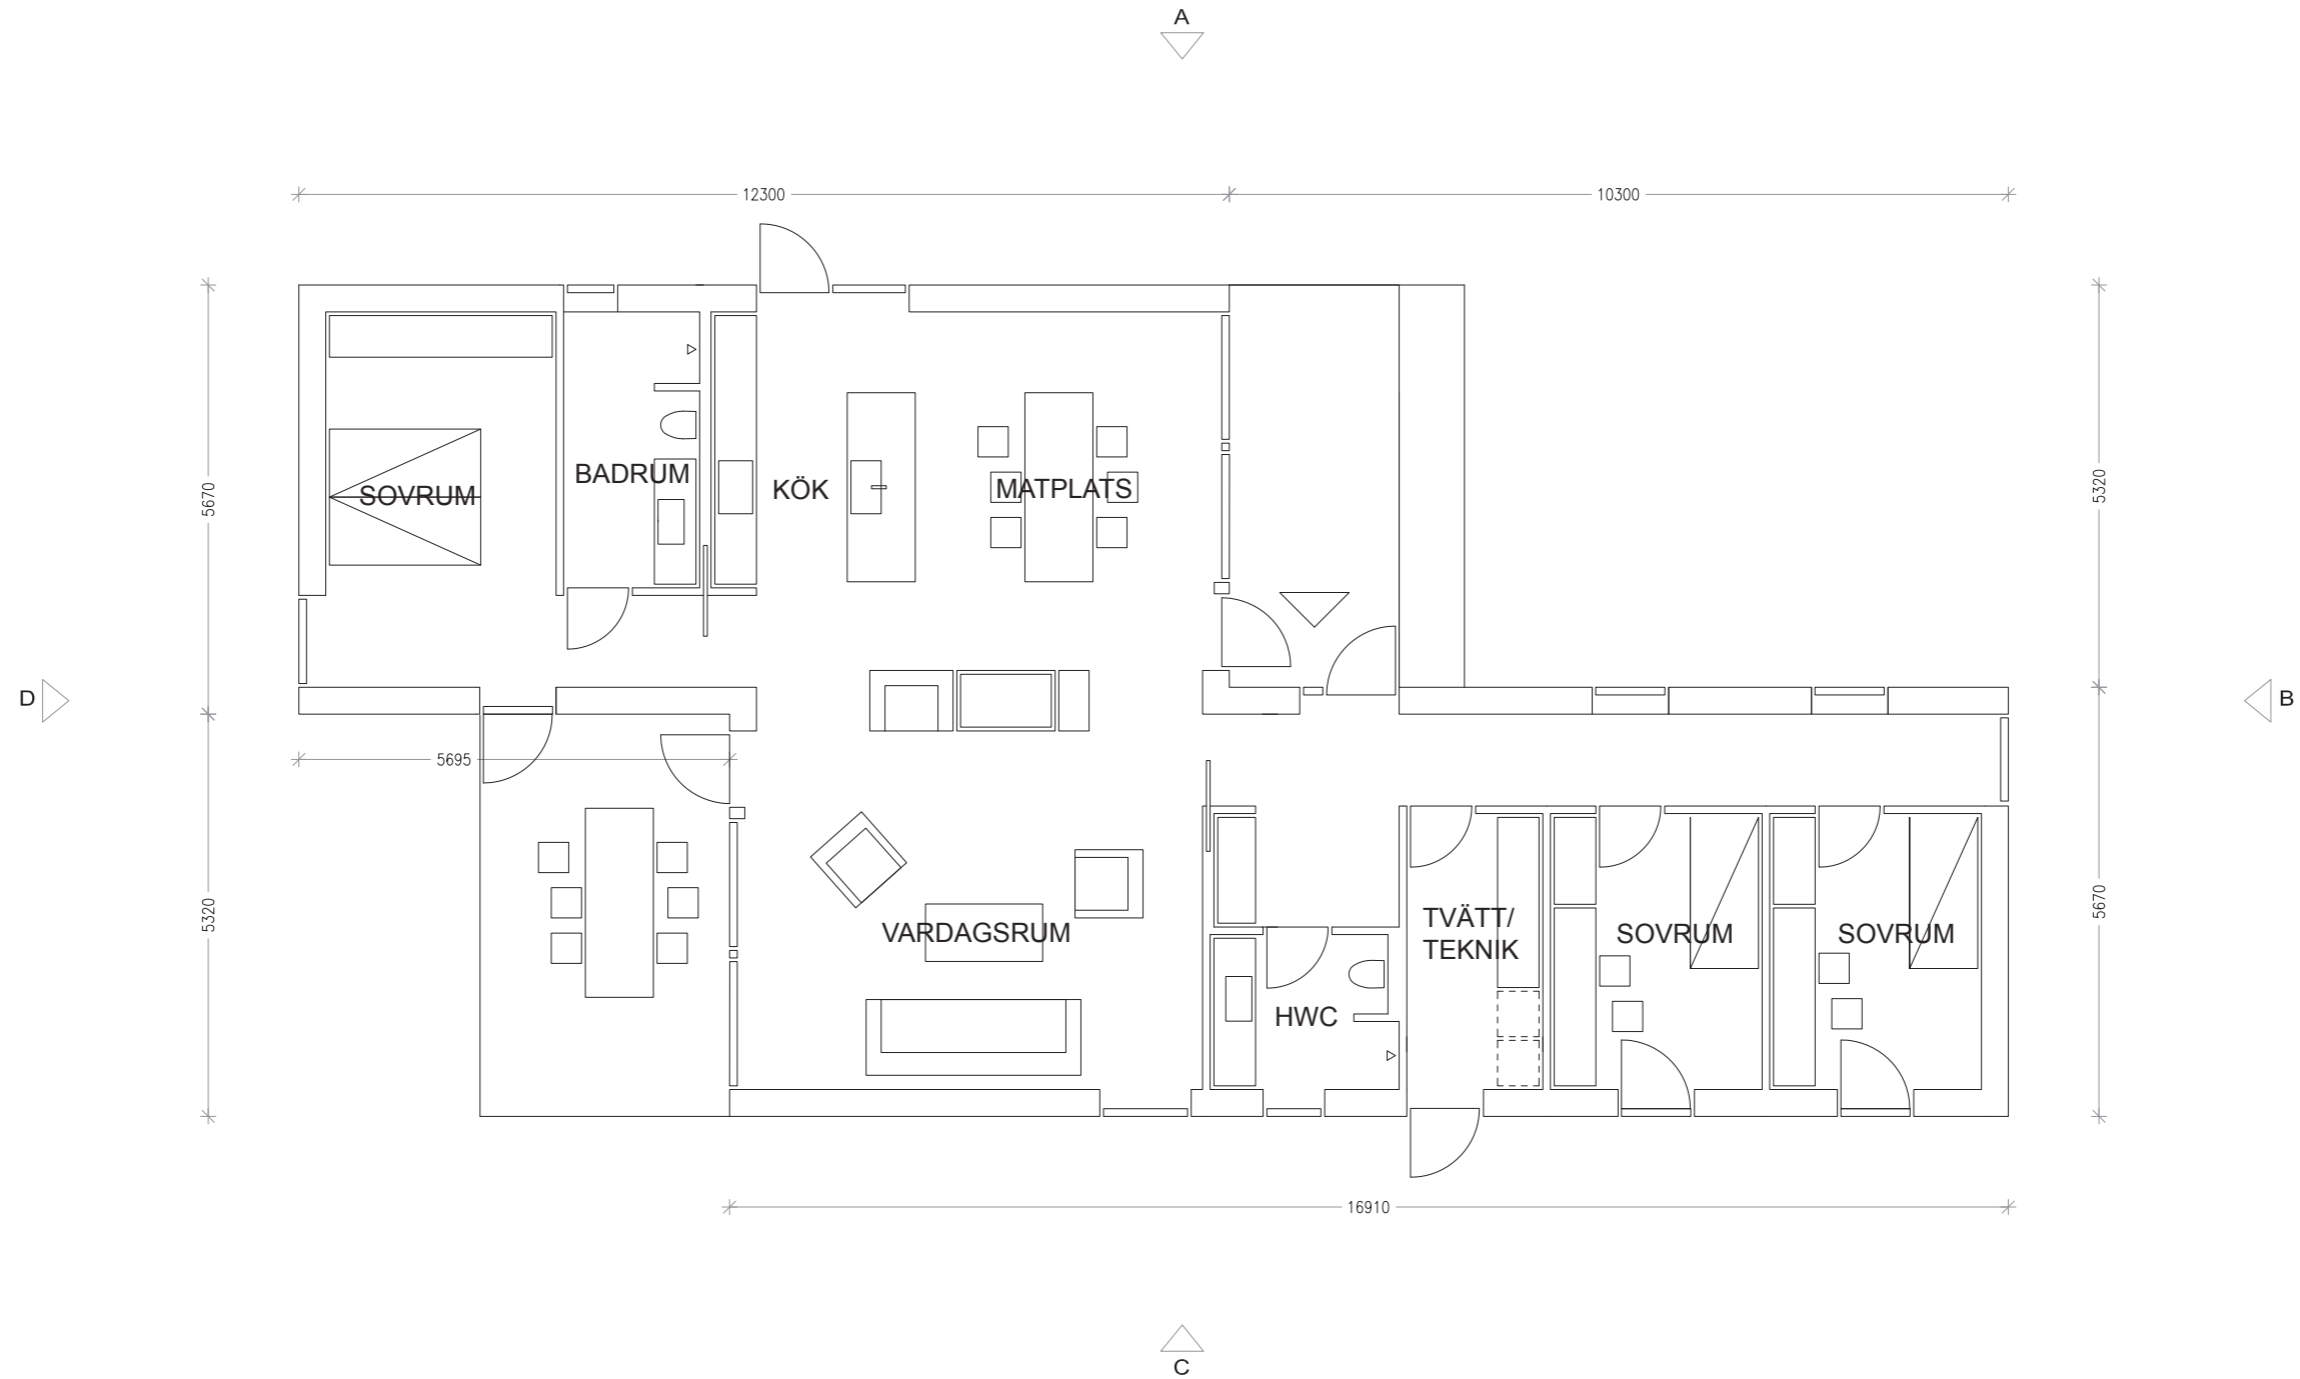 A
12300
10300
5670
5320
BADRUM
SOVRUM
KÖK
MATPLATS
D
B
5695
5320
5670
VARDAGSRUM
TVÄTT/
TEKNIK
SOVRUM
SOVRUM
HWC
16910
C